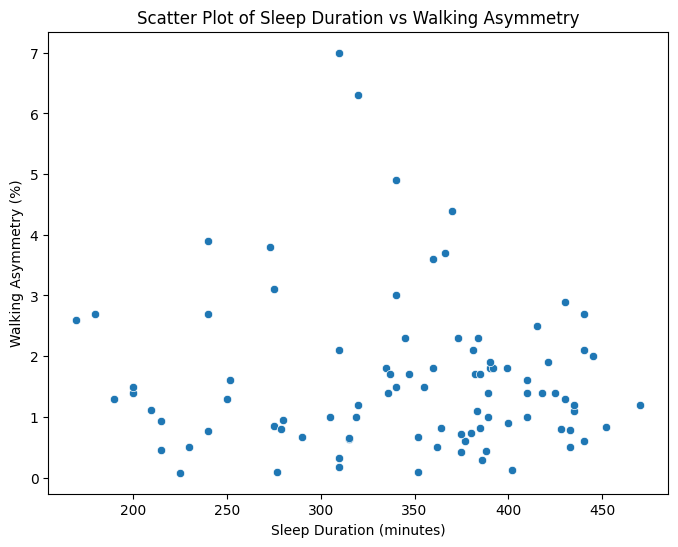 Scatter Plot of Sleep Duration vs Walking Asymmetry
7
6
5
4
3
2
1
0
Walking Asymmetry (%)
200 250 300 350 400 450
Sleep Duration (minutes)